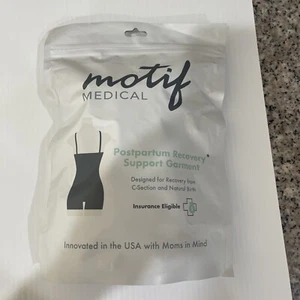 motif
MEDICAL
Postpartum Recovery*
Support Garment
Designed for Recovery from
C-Section and Natural Birth
Insurance Eligible
Innovated in the USA with Moms in Mind